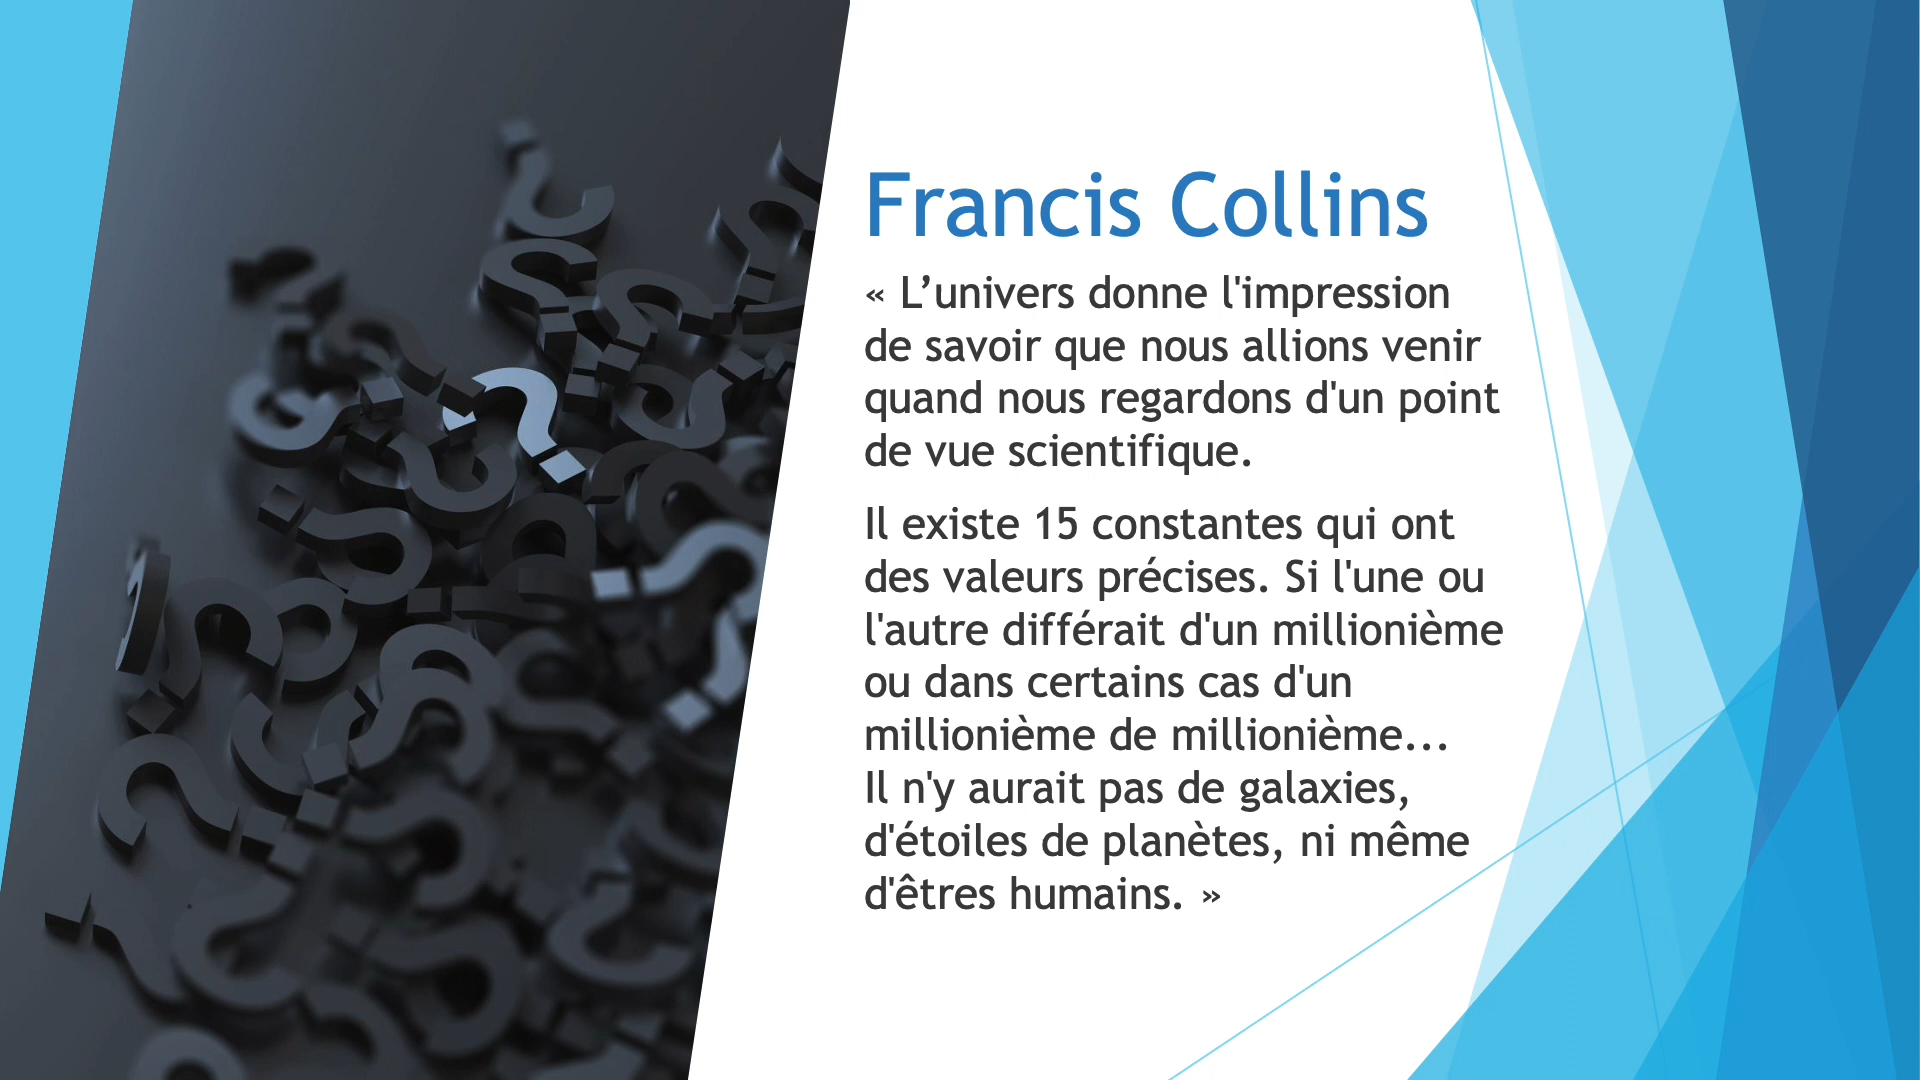 Francis Collins
« L’univers donne l'impression
de savoir que nous allions venir
quand nous regardons d'un point
de vue scientifique.
Il existe 15 constantes qui ont
des valeurs précises. Si l'une ou
l'autre différait d'un millionième
ou dans certains cas d'un
millionième de millionième...
Il n'y aurait pas de galaxies,
d'étoiles de planètes, ni même
d'êtres humains. »